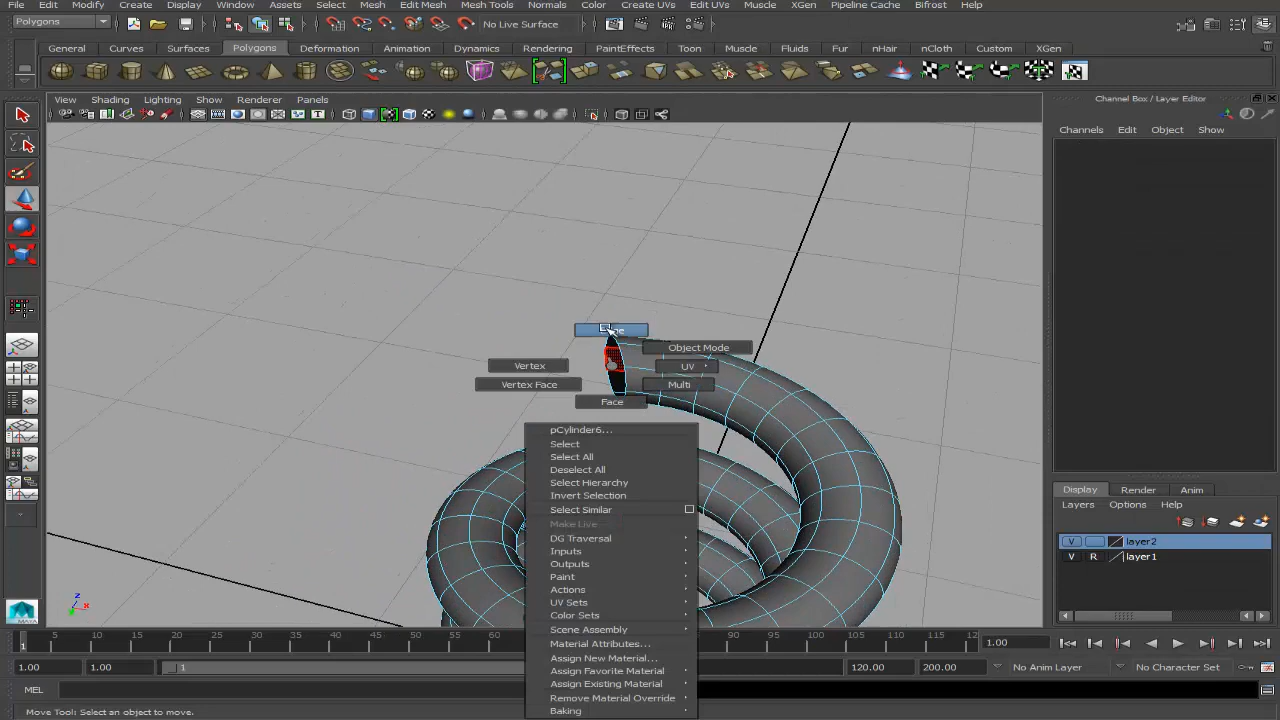 File Edit Modify Create Display Window Assets Select Mesh Edit Mesh Mesh Tools Normals Color Create UVs Edit UVs Muscle XGen Pipeline Cache Bifrost Help
Polygons No Live Surface
General Curves Surfaces Polygons Deformation Animation Dynamics Rendering PaintEffects Toon Muscle Fluids Fur nHair nCloth Custom XGen
View Shading Lighting Show Renderer Panels
Channel Box / Layer Editor
Channels Edit Object Show
Object Mode
Vertex
UV
Vertex Face
Multi
Face
pCylinder6...
Select
Select All
Deselect All
Select Hierarchy
Invert Selection
Select Similar
Make Live
DG Traversal
Inputs
Outputs
Paint
Actions
UV Sets
Color Sets
Scene Assembly
Material Attributes...
Assign New Material...
Assign Favorite Material
Assign Existing Material
Remove Material Override
Baking
Display Render Anim
Layers Options Help
V layer2
V R layer1
z x
MAYA
1 5 10 15 20 25 30 35 40 45 50 55 60 90 95 100 105 110 115 120 1.00
1.00 1.00 1 120.00 200.00 No Anim Layer No Character Set
MEL
Move Tool: Select an object to move.